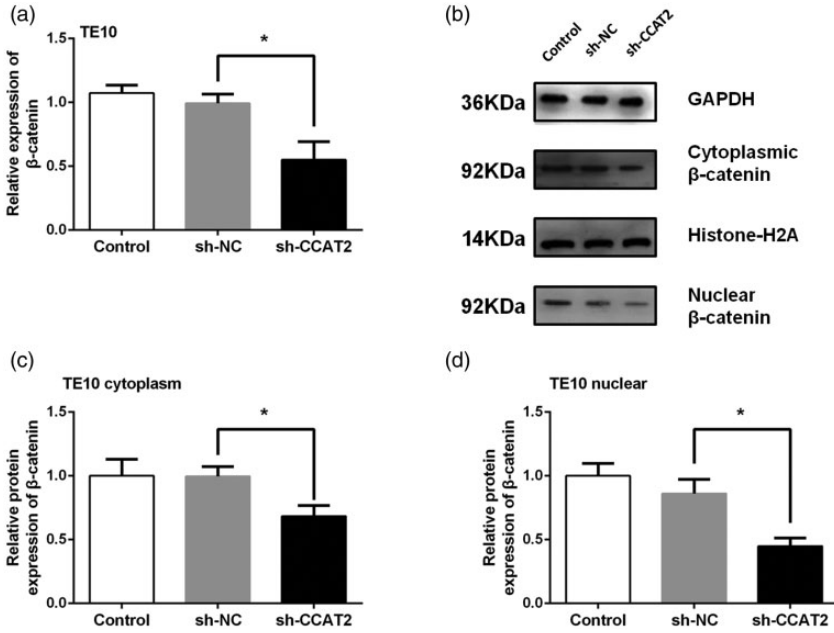 (a)
TE10
*
Relative expression of
β-catenin
1.5
1.0
0.5
0.0
Control sh-NC sh-CCAT2
(b)
Control sh-NC sh-CCAT2
36KDa GAPDH
92KDa Cytoplasmic
β-catenin
14KDa Histone-H2A
92KDa Nuclear
β-catenin
(c)
TE10 cytoplasm
*
Relative protein
expression of β-catenin
1.5
1.0
0.5
0.0
Control sh-NC sh-CCAT2
(d)
TE10 nuclear
*
Relative protein
expression of β-catenin
1.5
1.0
0.5
0.0
Control sh-NC sh-CCAT2